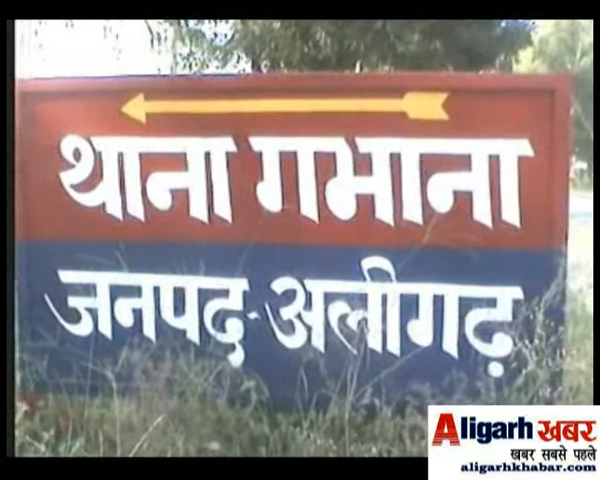 थाना गभाना
जनपद-अलीगढ़
Aligarh खबर
खबर सबसे पहले
aligarhkhabar.com